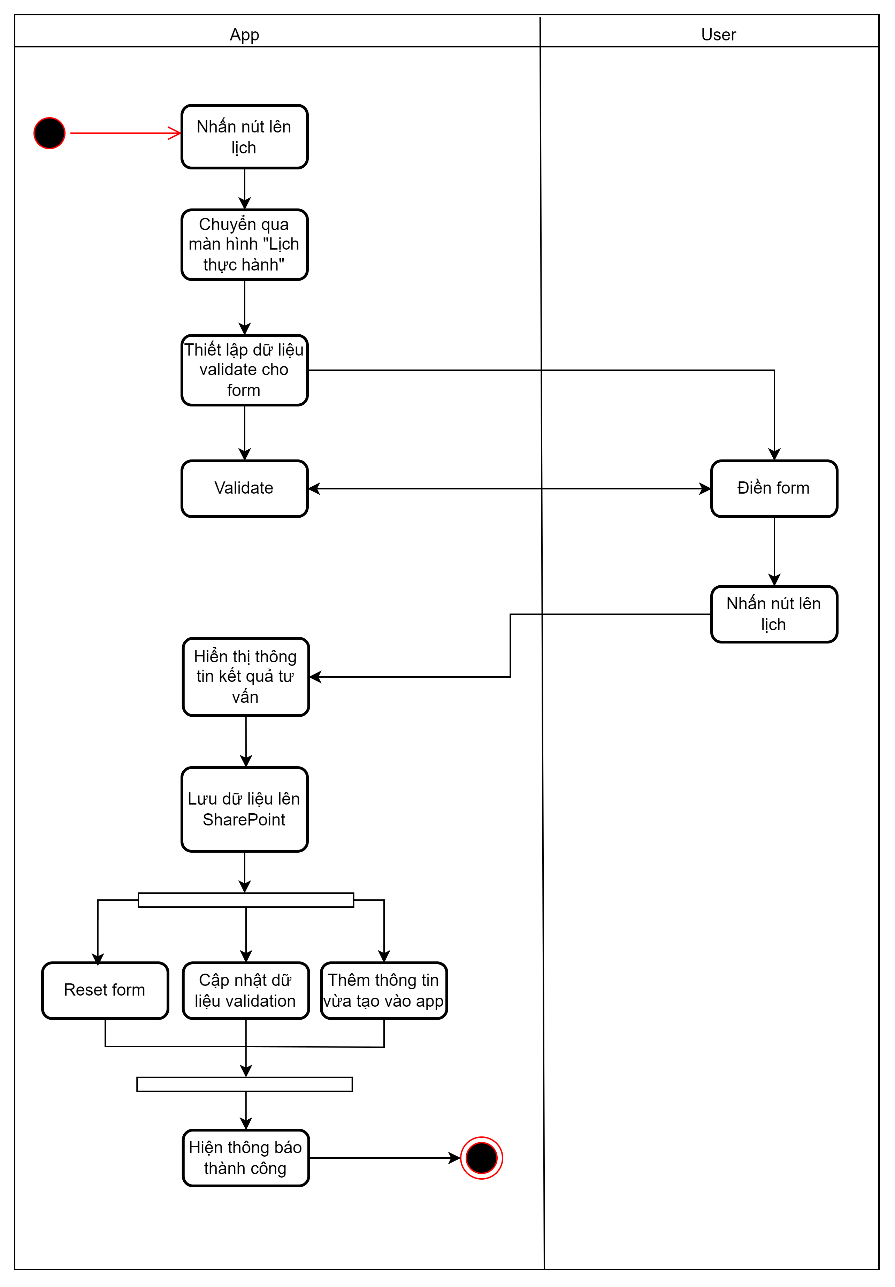 App
User
Nhấn nút lên
lịch
Chuyển qua
màn hình "Lịch
thực hành"
Thiết lập dữ liệu
validate cho
form
Validate
Điền form
Nhấn nút lên
lịch
Hiển thị thông
tin kết quả tư
vấn
Lưu dữ liệu lên
SharePoint
Reset form
Cập nhật dữ
liệu validation
Thêm thông tin
vừa tạo vào app
Hiện thông báo
thành công